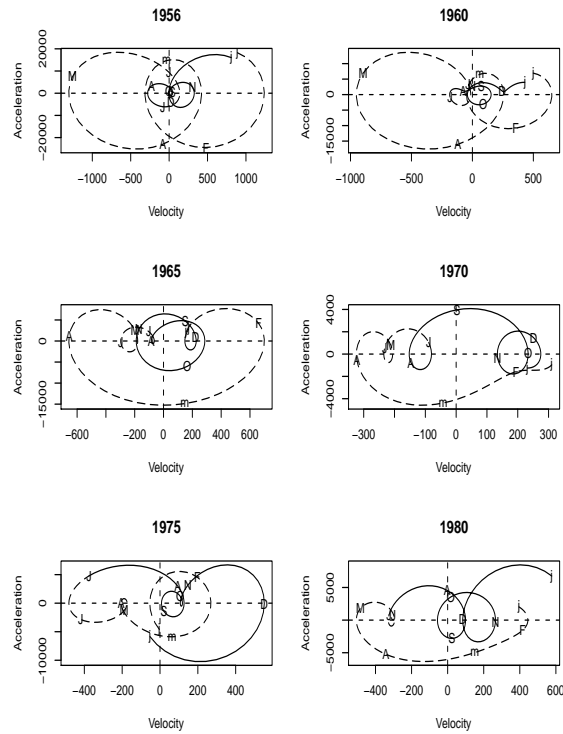 1956 1960
Acceleration 20000 0 −20000 M A m J N j J A F
−1000 −500 0 500 1000
Velocity
Acceleration 0 −15000 M J A N m S O D F j j A
−1000 −500 0 500
Velocity
1965 1970
Acceleration 0 −15000 A J M J A S D O F m
−600 −400 −200 0 200 400 600
Velocity
Acceleration 4000 0 −4000 A J M J A S D O N F J j m
−300 −200 −100 0 100 200 300
Velocity
1975 1980
Acceleration 0 −10000 J J A M F N A O S m j D
−400 −200 0 200 400
Velocity
Acceleration 5000 0 −5000 M N J A A O S D N m F j j
−400 −200 0 200 400 600
Velocity